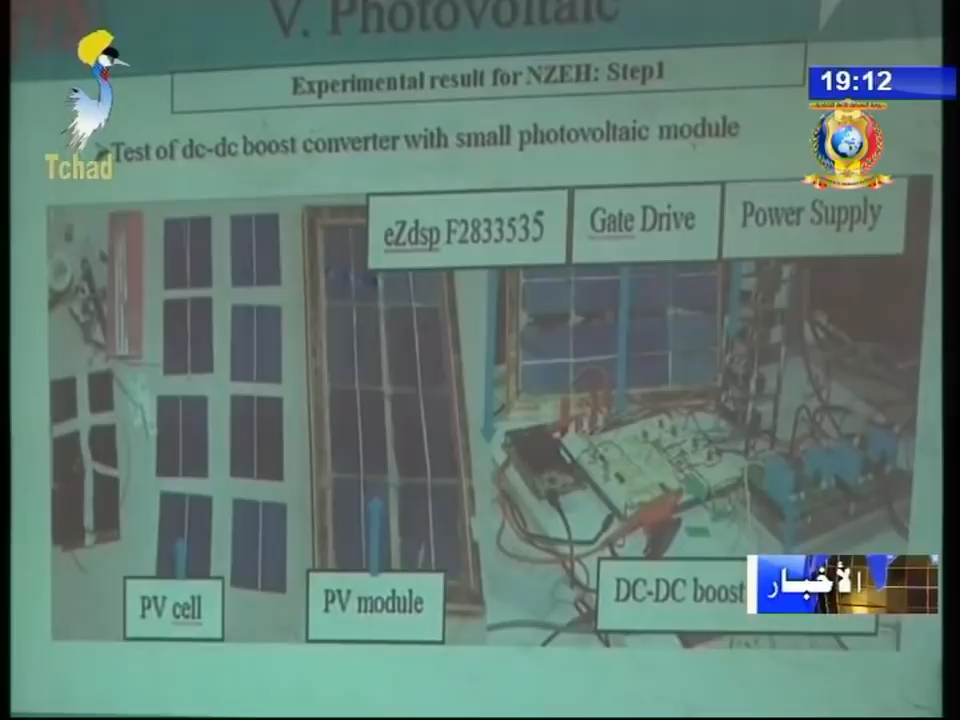 V. Photovoltaic
Experimental result for NZEH: Step1
19:12
Test of dc-dc boost converter with small photovoltaic module
Tchad
eZdsp F2833535
Gate Drive
Power Supply
PV cell
PV module
DC-DC boost
الأخبار